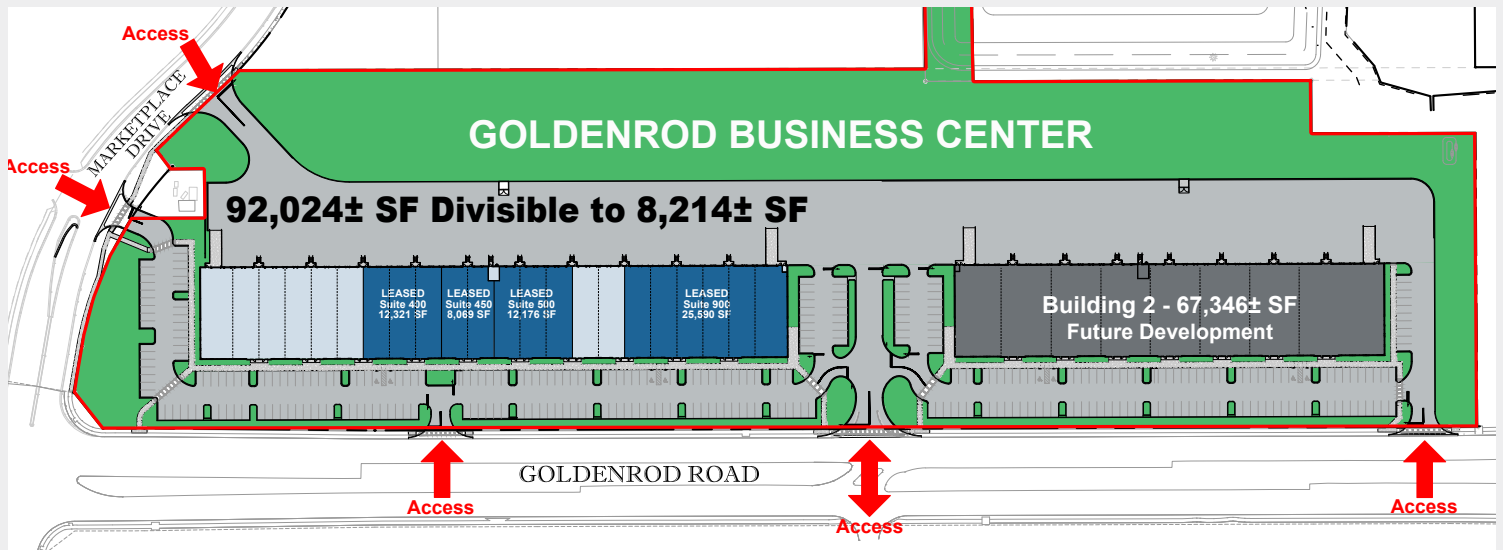 Access
MARKETPLACE
DRIVE
Access
GOLDENROD BUSINESS CENTER
92,024± SF Divisible to 8,214± SF
LEASED
Suite 400
12,321 SF
LEASED
Suite 450
8,069 SF
LEASED
Suite 500
12,176 SF
LEASED
Suite 900
25,590 SF
Building 2 - 67,346± SF
Future Development
GOLDENROD ROAD
Access
Access
Access